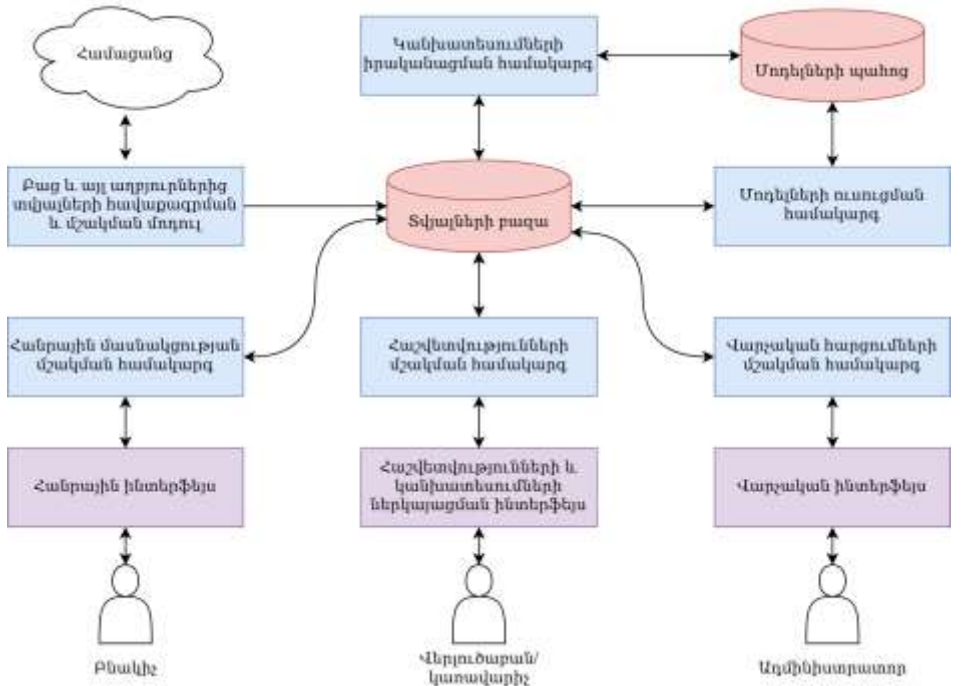 Համացանց
Կանխատեսումների
իրականացման համակարգ
Մոդելների պահոց
Բաց և այլ աղբյուրներից
տվյալների հավաքագրման
և մշակման մոդուլ
Տվյալների բազա
Մոդելների ուսուցման
համակարգ
Հանրային մասնակցության
մշակման համակարգ
Հաշվետվությունների
մշակման համակարգ
Վարչական հարցումների
մշակման համակարգ
Հանրային ինտերֆեյս
Հաշվետվությունների և
կանխատեսումների
ներկայացման ինտերֆեյս
Վարչական ինտերֆեյս
Բնակիչ
Վերլուծաբան/
կառավարիչ
Ադմինիստրատոր